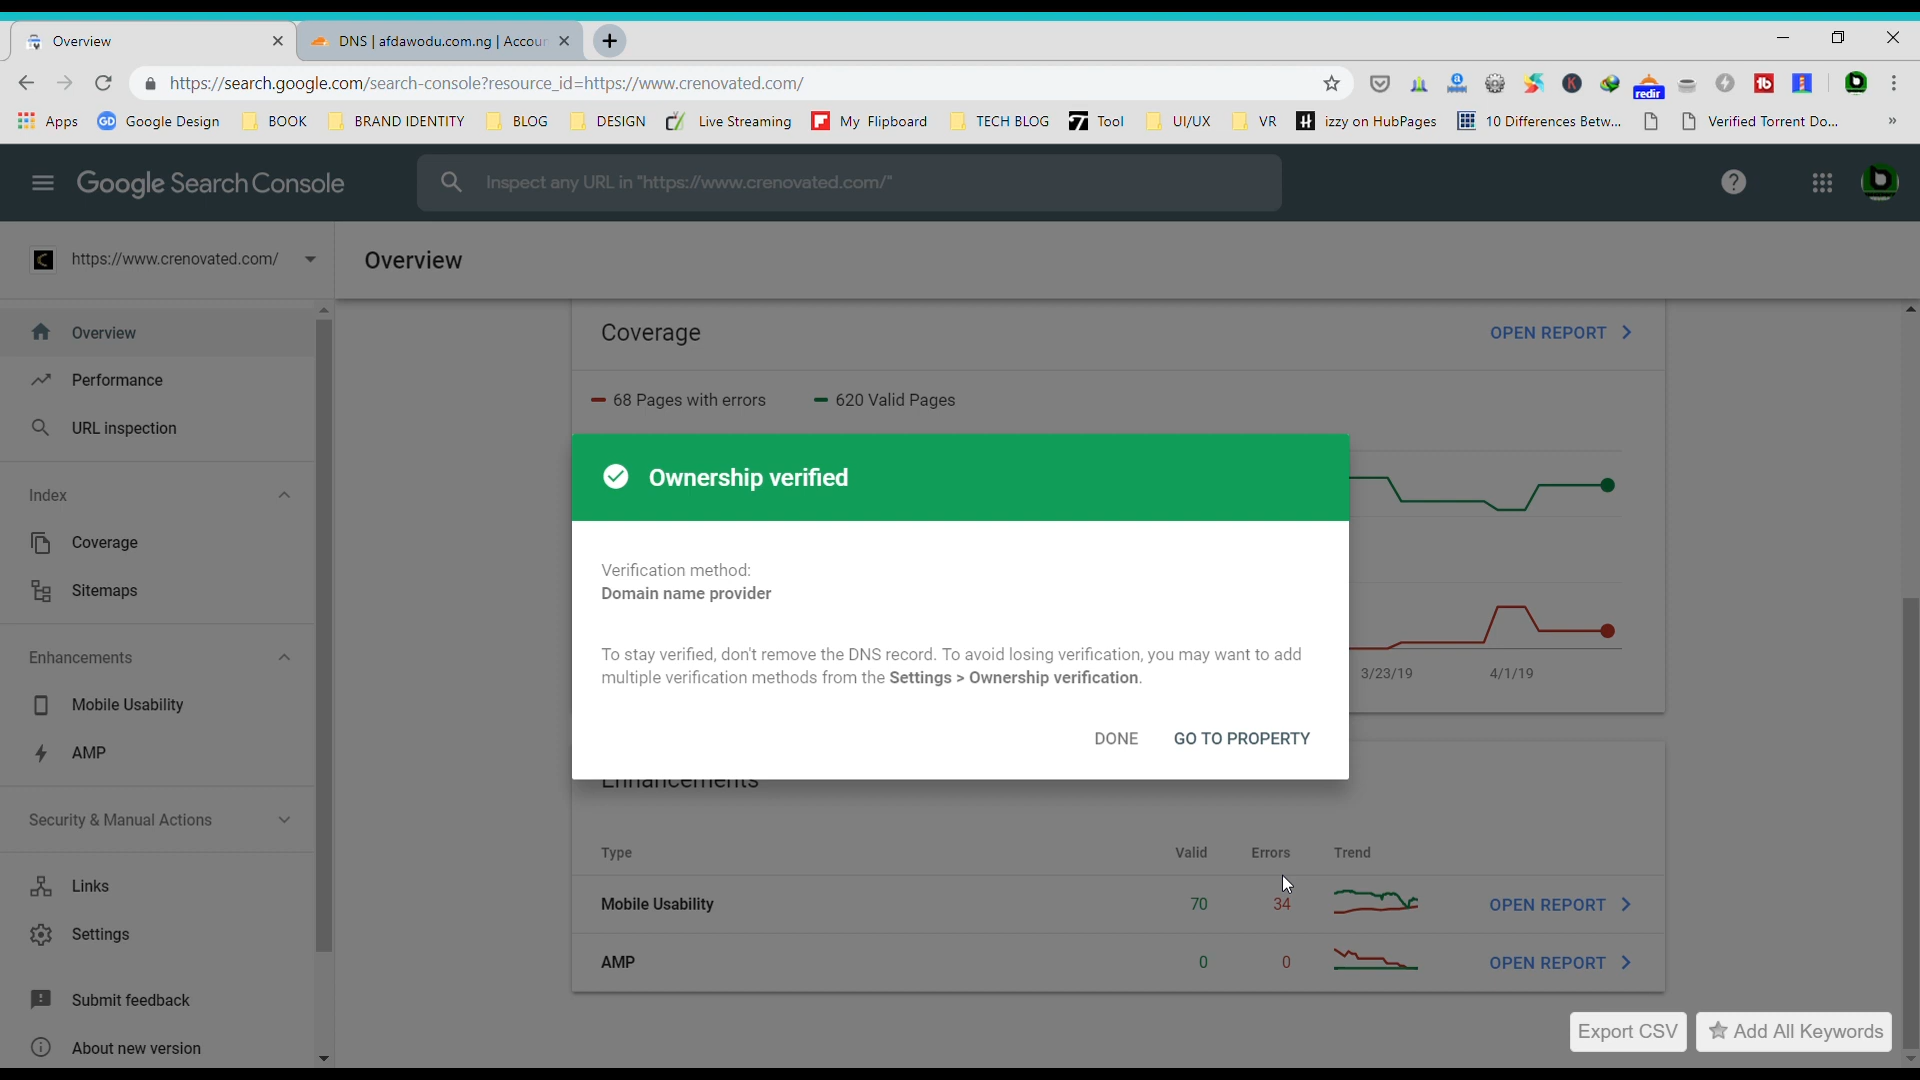 Overview
DNS | afdawodu.com.ng | Accou
https://search.google.com/search-console?resource_id=https://www.crenovated.com/
redir
Apps
GD Google Design
BOOK
BRAND IDENTITY
BLOG
DESIGN
Live Streaming
My Flipboard
TECH BLOG
Tool
UI/UX
VR
izzy on HubPages
10 Differences Betw...
Verified Torrent Do...
Google Search Console
Inspect any URL in "https://www.crenovated.com/"
https://www.crenovated.com/
Overview
Overview
Performance
URL inspection
Index
Coverage
Sitemaps
Enhancements
Mobile Usability
AMP
Security & Manual Actions
Links
Settings
Submit feedback
About new version
Coverage
OPEN REPORT
68 Pages with errors
620 Valid Pages
Ownership verified
Verification method:
Domain name provider
To stay verified, don't remove the DNS record. To avoid losing verification, you may want to add
multiple verification methods from the Settings > Ownership verification.
DONE
GO TO PROPERTY
3/23/19
4/1/19
Enhancements
Type
Valid
Errors
Trend
Mobile Usability
70
34
OPEN REPORT
AMP
0
0
OPEN REPORT
Export CSV
Add All Keywords